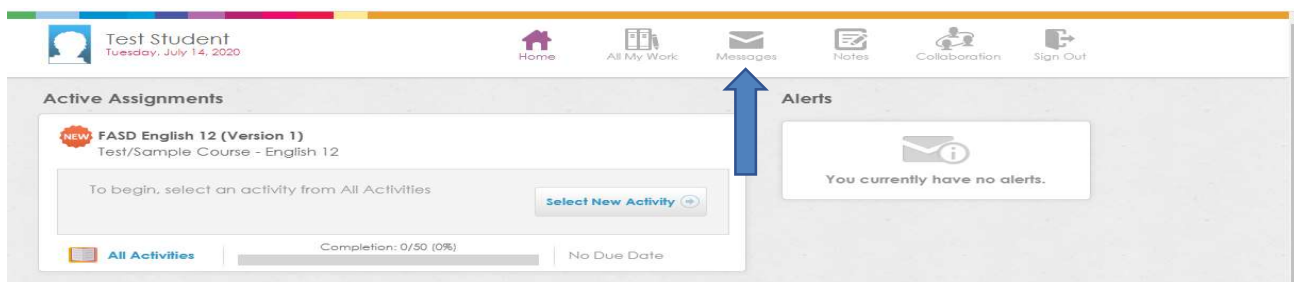 Test Student
Tuesday, July 14, 2020
Home
All My Work
Messages
Notes
Collaboration
Sign Out
Active Assignments
NEW
FASD English 12 (Version 1)
Test/Sample Course - English 12
To begin, select an activity from All Activities
Select New Activity
All Activities
Completion: 0/50 (0%)
No Due Date
Alerts
You currently have no alerts.